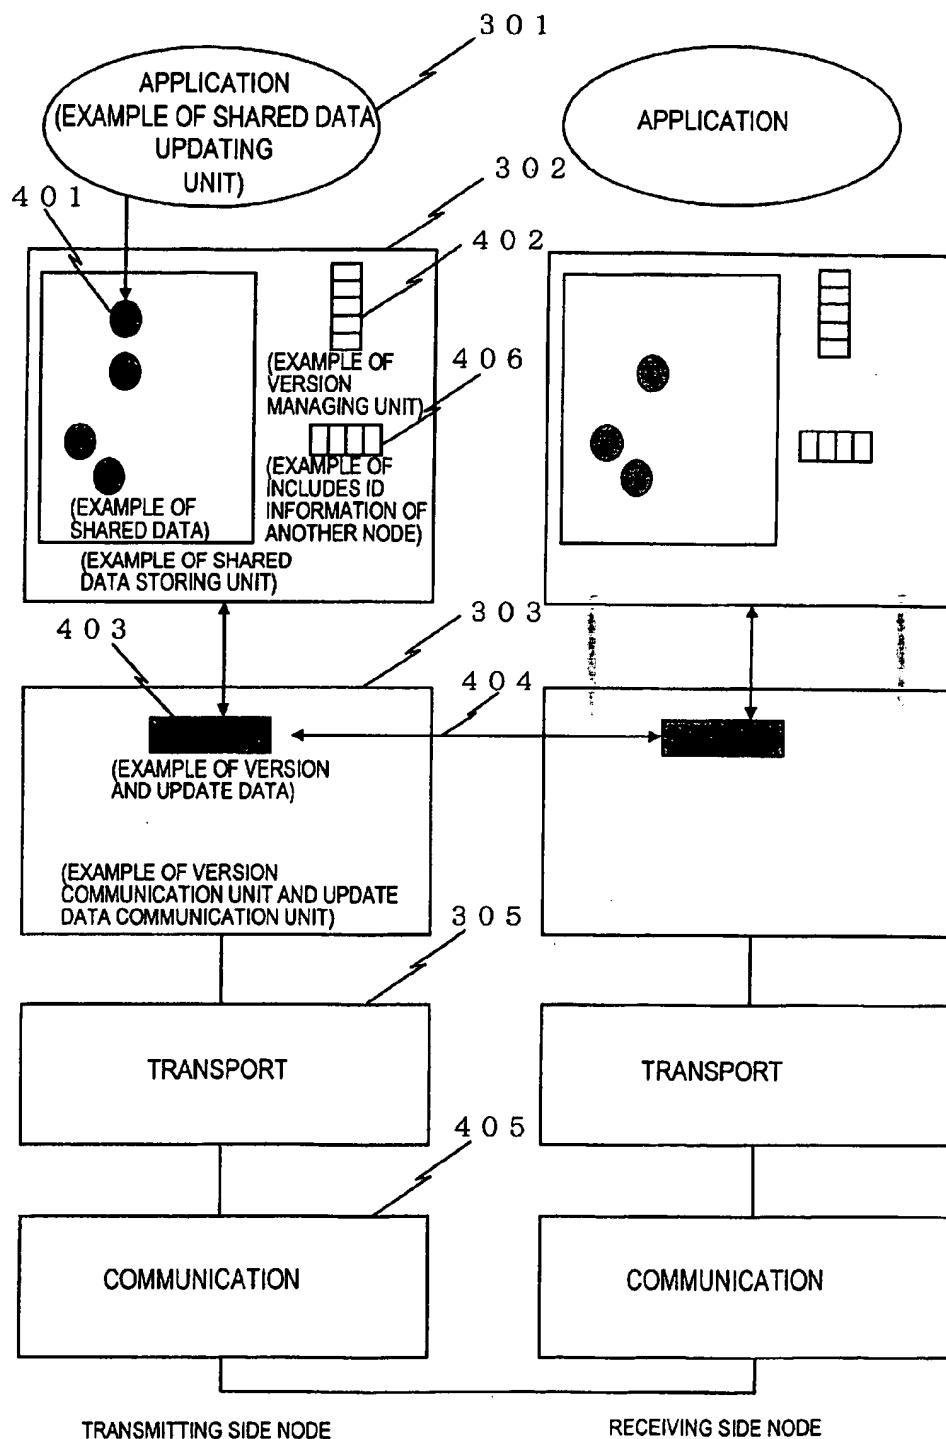 301
APPLICATION
(EXAMPLE OF SHARED DATA
UPDATING
UNIT)
APPLICATION
401
302
402
(EXAMPLE OF
VERSION
MANAGING UNIT)
406
(EXAMPLE OF
INCLUDES ID
INFORMATION OF
ANOTHER NODE)
(EXAMPLE OF
SHARED DATA)
(EXAMPLE OF SHARED
DATA STORING UNIT)
403
303
404
(EXAMPLE OF VERSION
AND UPDATE DATA)
(EXAMPLE OF VERSION
COMMUNICATION UNIT AND UPDATE
DATA COMMUNICATION UNIT)
305
TRANSPORT
TRANSPORT
405
COMMUNICATION
COMMUNICATION
TRANSMITTING SIDE NODE
RECEIVING SIDE NODE